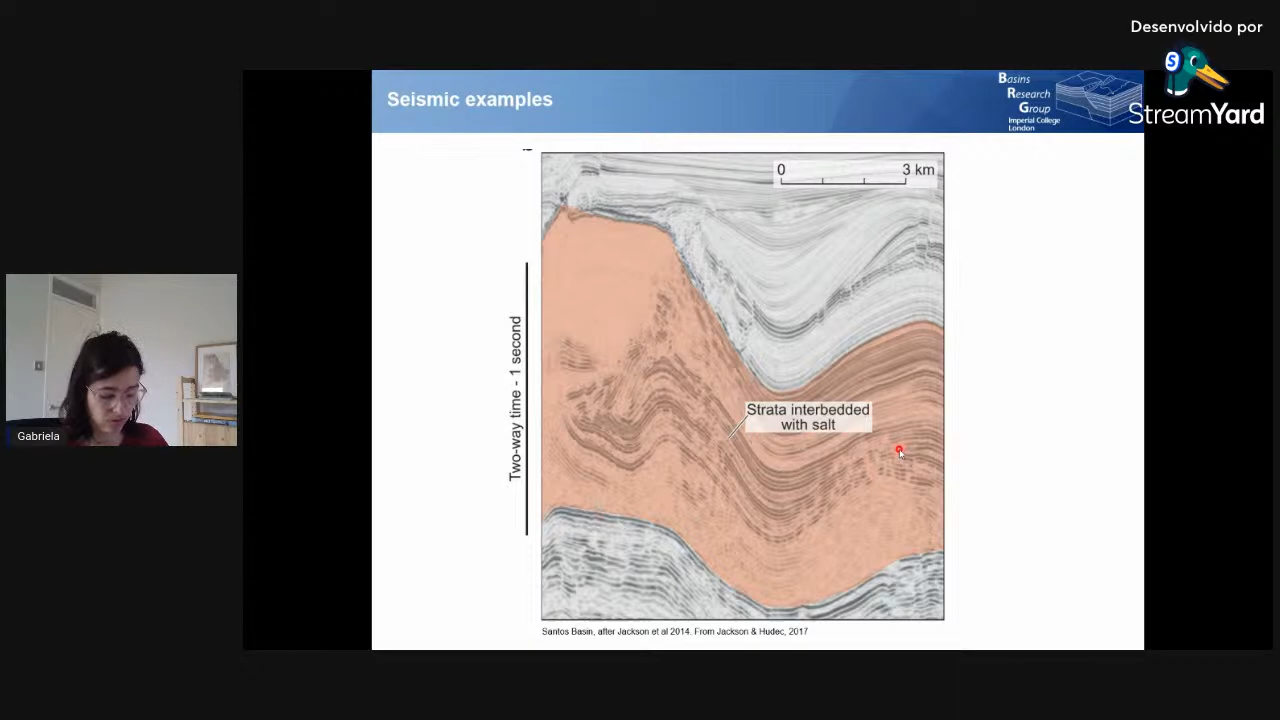 Desenvolvido por
S
StreamYard
Seismic examples
Basins
Research
Group
Imperial College
London
0
3 km
Two-way time - 1 second
Strata interbedded
with salt
Gabriela
Santos Basin, after Jackson et al 2014. From Jackson & Hudec, 2017